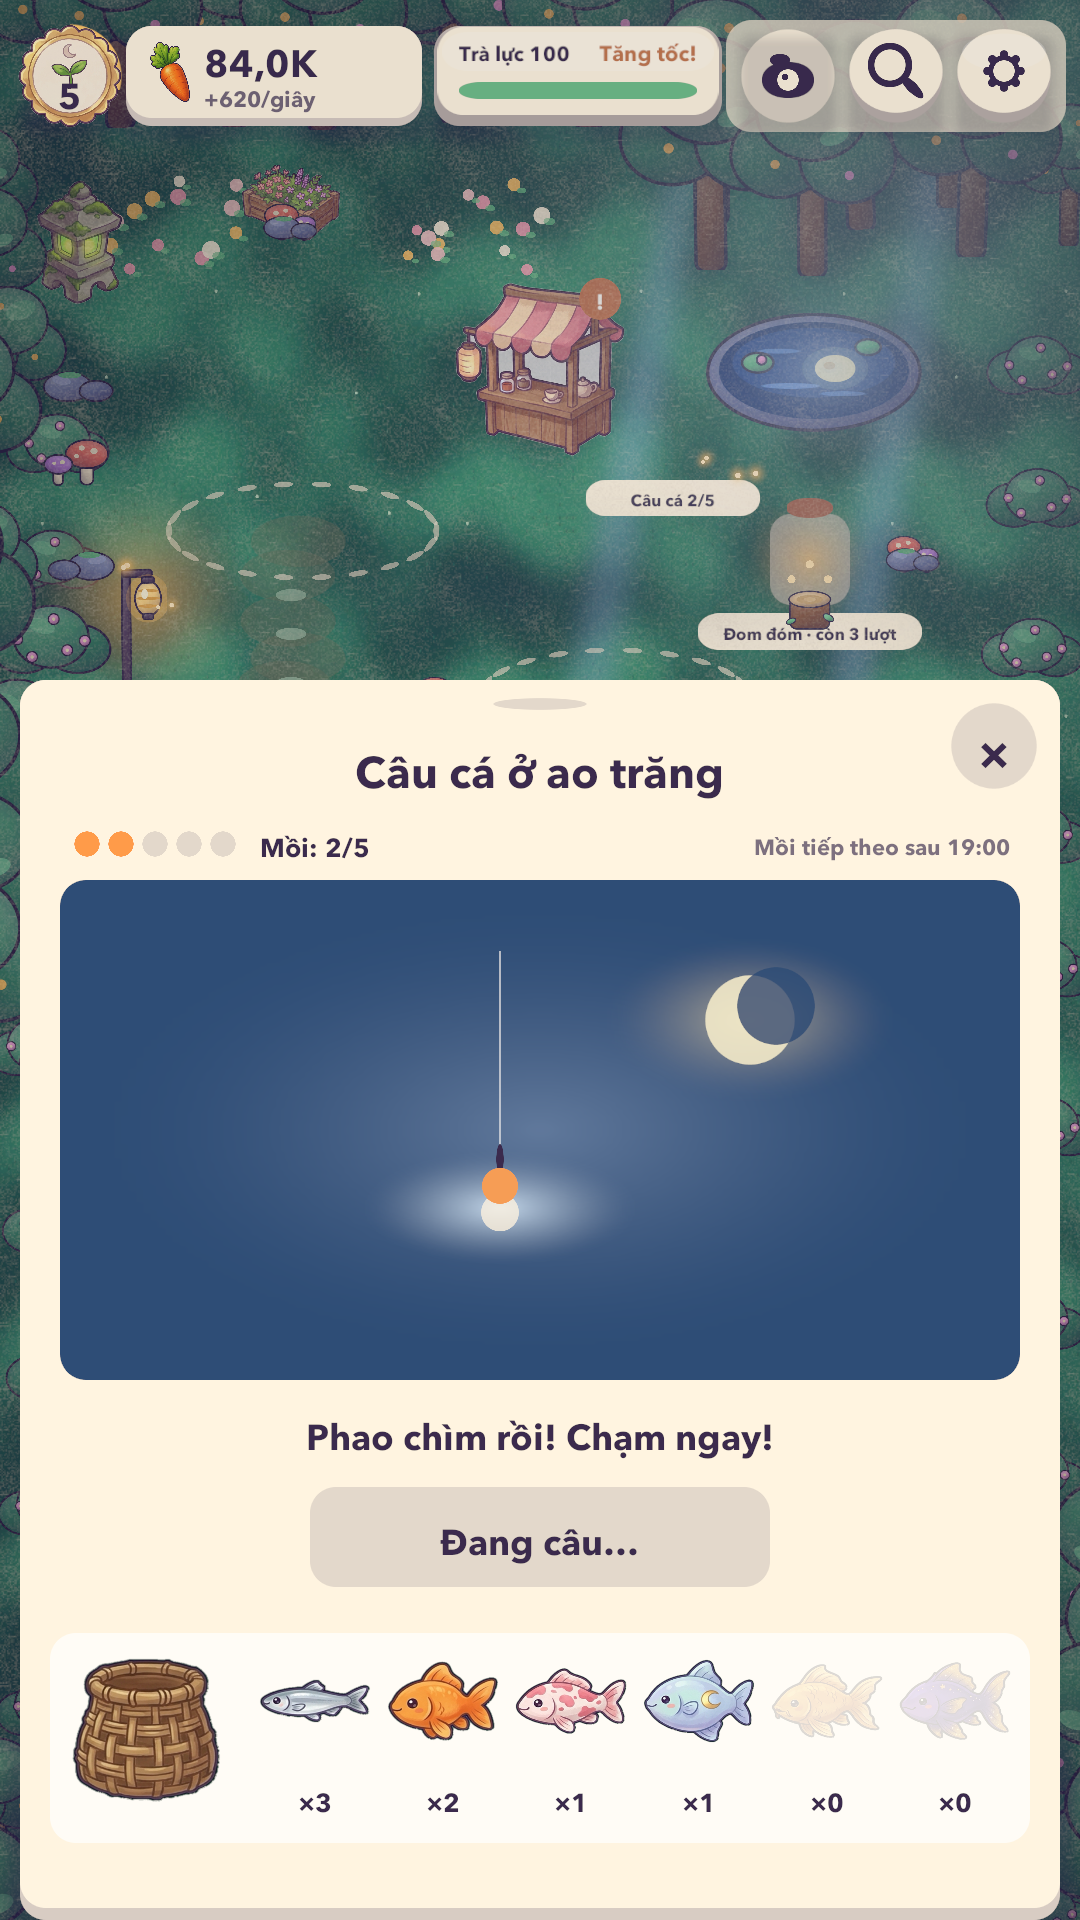 5
84,0K
+620/giây
Trà lực 100
Tăng tốc!
!
Câu cá 2/5
Đom đóm · còn 3 lượt
Câu cá ở ao trăng
×
Mồi: 2/5
Mồi tiếp theo sau 19:00
Phao chìm rồi! Chạm ngay!
Đang câu...
×3
×2
×1
×1
×0
×0